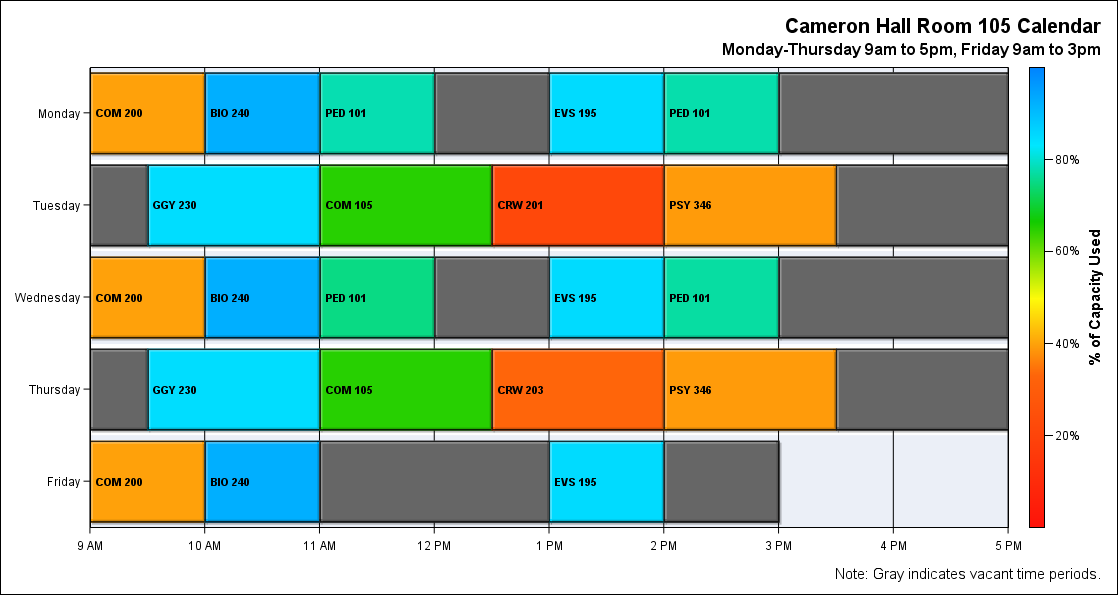 Cameron Hall Room 105 Calendar
Monday-Thursday 9am to 5pm, Friday 9am to 3pm
Monday
COM 200
BIO 240
PED 101
EVS 195
PED 101
Tuesday
GGY 230
COM 105
CRW 201
PSY 346
Wednesday
COM 200
BIO 240
PED 101
EVS 195
PED 101
Thursday
GGY 230
COM 105
CRW 203
PSY 346
Friday
COM 200
BIO 240
EVS 195
9 AM
10 AM
11 AM
12 PM
1 PM
2 PM
3 PM
4 PM
5 PM
80%
60%
40%
20%
% of Capacity Used
Note: Gray indicates vacant time periods.